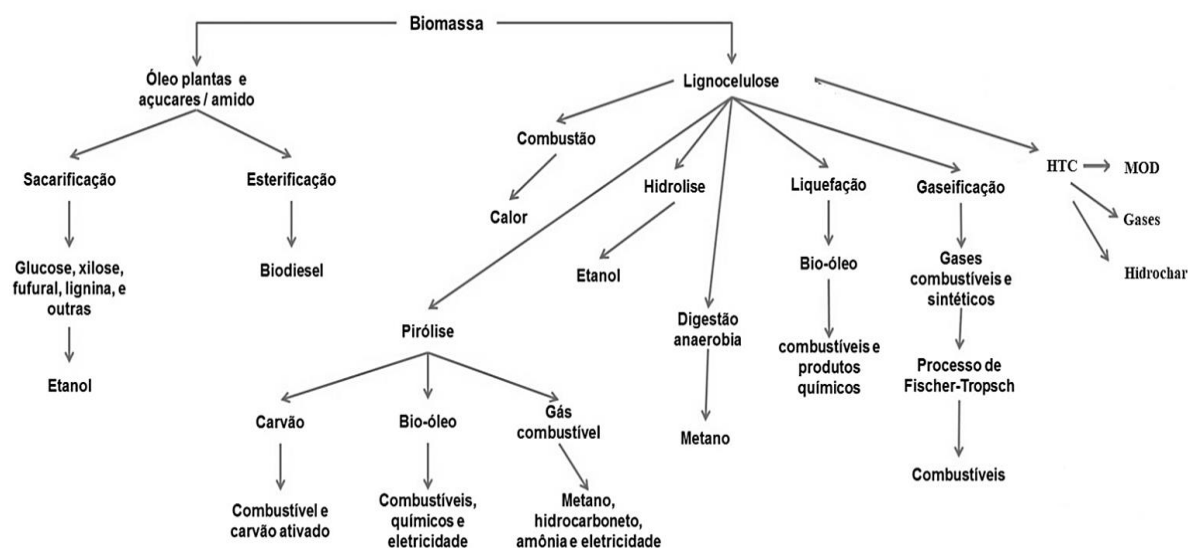 Biomassa
Óleo plantas e
açucares / amido
Lignocelulose
Combustão
Sacarificação
Esterificação
Hidrolise
Liquefação
Gaseificação
HTC
MOD
Calor
Gases
Glucose, xilose,
fufural, lignina, e
outras
Biodiesel
Etanol
Bio-óleo
Gases
combustíveis e
sintéticos
Hidrochar
Pirólise
Digestão
anaerobia
combustíveis e
produtos
químicos
Processo de
Fischer-Tropsch
Etanol
Carvão
Bio-óleo
Gás
combustível
Metano
Combustíveis
Combustível e
carvão ativado
Combustíveis,
químicos e
eletricidade
Metano,
hidrocarboneto,
amônia e eletricidade